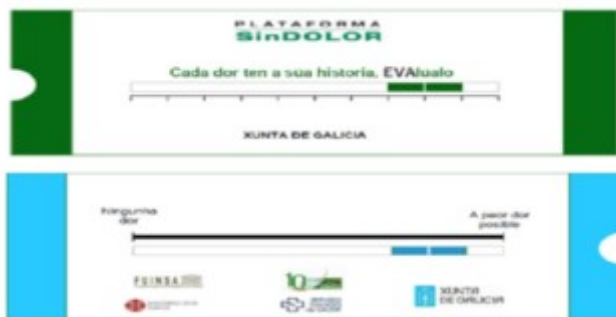 PLATAFORMA
SinDOLOR
Cada dor ten a súa historia, EVAlúalo
XUNTA DE GALICIA
Ningunha
dor
A peor dor
posible
FUINSA
XUNTA
DE GALICIA